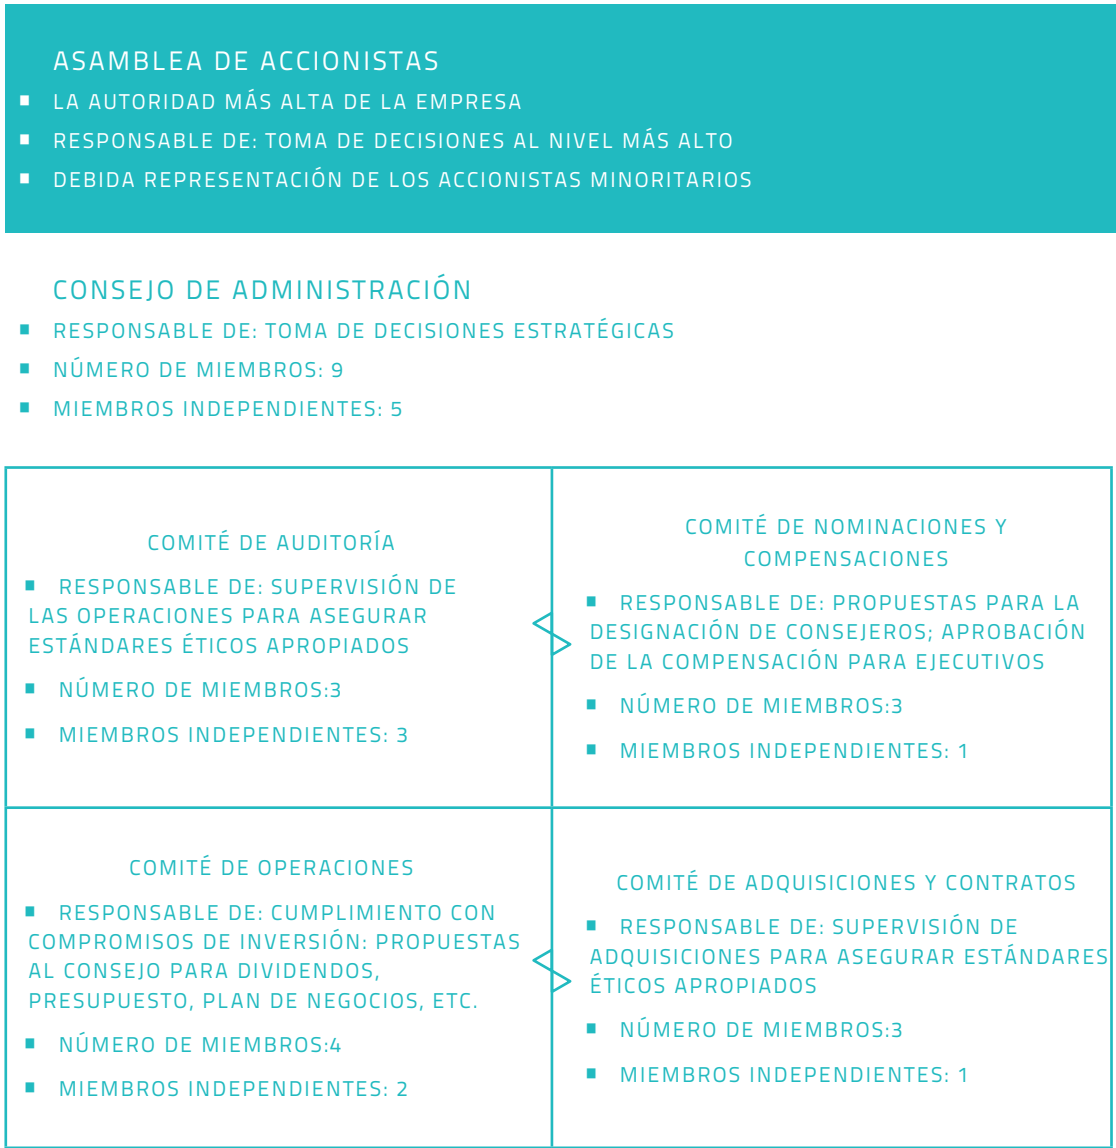 ASAMBLEA DE ACCIONISTAS
▪ LA AUTORIDAD MÁS ALTA DE LA EMPRESA
▪ RESPONSABLE DE: TOMA DE DECISIONES AL NIVEL MÁS ALTO
▪ DEBIDA REPRESENTACIÓN DE LOS ACCIONISTAS MINORITARIOS
CONSEJO DE ADMINISTRACIÓN
▪ RESPONSABLE DE: TOMA DE DECISIONES ESTRATÉGICAS
▪ NÚMERO DE MIEMBROS: 9
▪ MIEMBROS INDEPENDIENTES: 5
COMITÉ DE AUDITORÍA
▪ RESPONSABLE DE: SUPERVISIÓN DE
LAS OPERACIONES PARA ASEGURAR
ESTÁNDARES ÉTICOS APROPIADOS
▪ NÚMERO DE MIEMBROS:3
▪ MIEMBROS INDEPENDIENTES: 3
COMITÉ DE NOMINACIONES Y
COMPENSACIONES
▪ RESPONSABLE DE: PROPUESTAS PARA LA
DESIGNACIÓN DE CONSEJEROS; APROBACIÓN
DE LA COMPENSACIÓN PARA EJECUTIVOS
▪ NÚMERO DE MIEMBROS:3
▪ MIEMBROS INDEPENDIENTES: 1
COMITÉ DE OPERACIONES
▪ RESPONSABLE DE: CUMPLIMIENTO CON
COMPROMISOS DE INVERSIÓN: PROPUESTAS
AL CONSEJO PARA DIVIDENDOS,
PRESUPUESTO, PLAN DE NEGOCIOS, ETC.
▪ NÚMERO DE MIEMBROS:4
▪ MIEMBROS INDEPENDIENTES: 2
COMITÉ DE ADQUISICIONES Y CONTRATOS
▪ RESPONSABLE DE: SUPERVISIÓN DE
ADQUISICIONES PARA ASEGURAR ESTÁNDARES
ÉTICOS APROPIADOS
▪ NÚMERO DE MIEMBROS:3
▪ MIEMBROS INDEPENDIENTES: 1